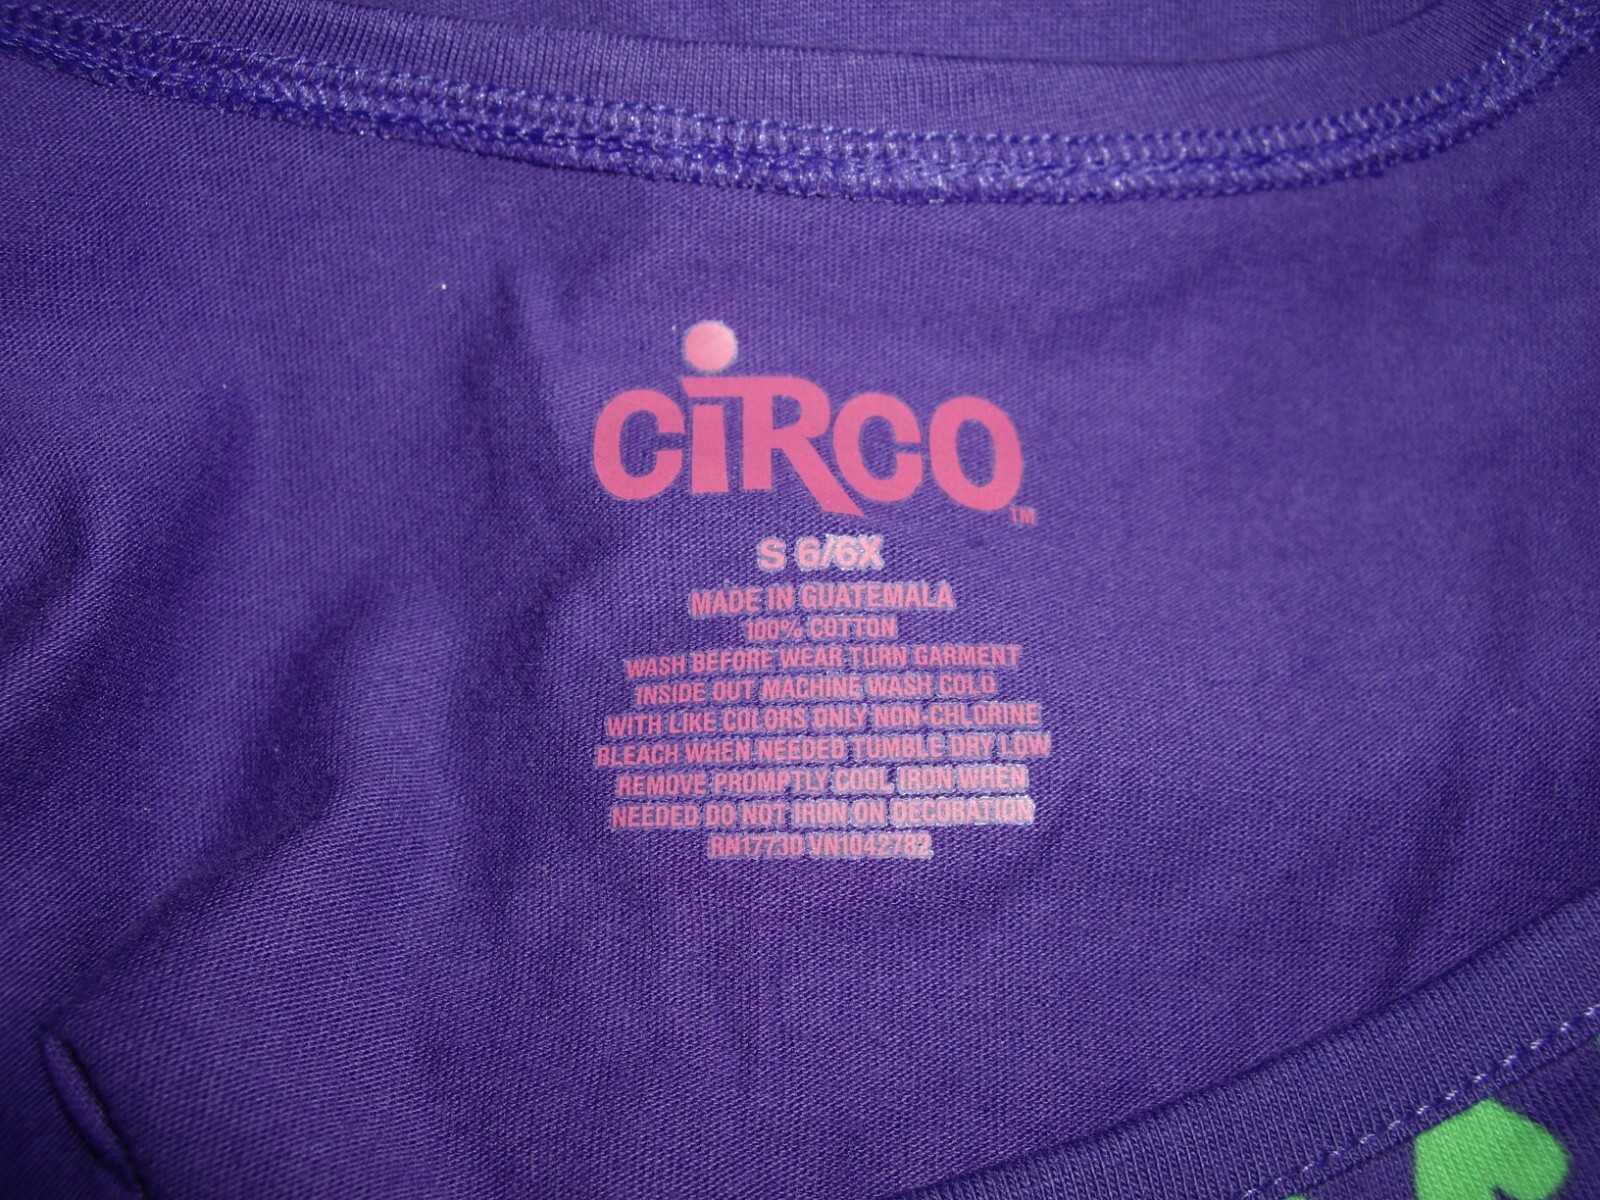 CiRCO™
S 6/6X
MADE IN GUATEMALA
100% COTTON
WASH BEFORE WEAR TURN GARMENT
INSIDE OUT MACHINE WASH COLD
WITH LIKE COLORS ONLY NON-CHLORINE
BLEACH WHEN NEEDED TUMBLE DRY LOW
REMOVE PROMPTLY COOL IRON WHEN
NEEDED DO NOT IRON ON DECORATION
RN17730 VN1042782